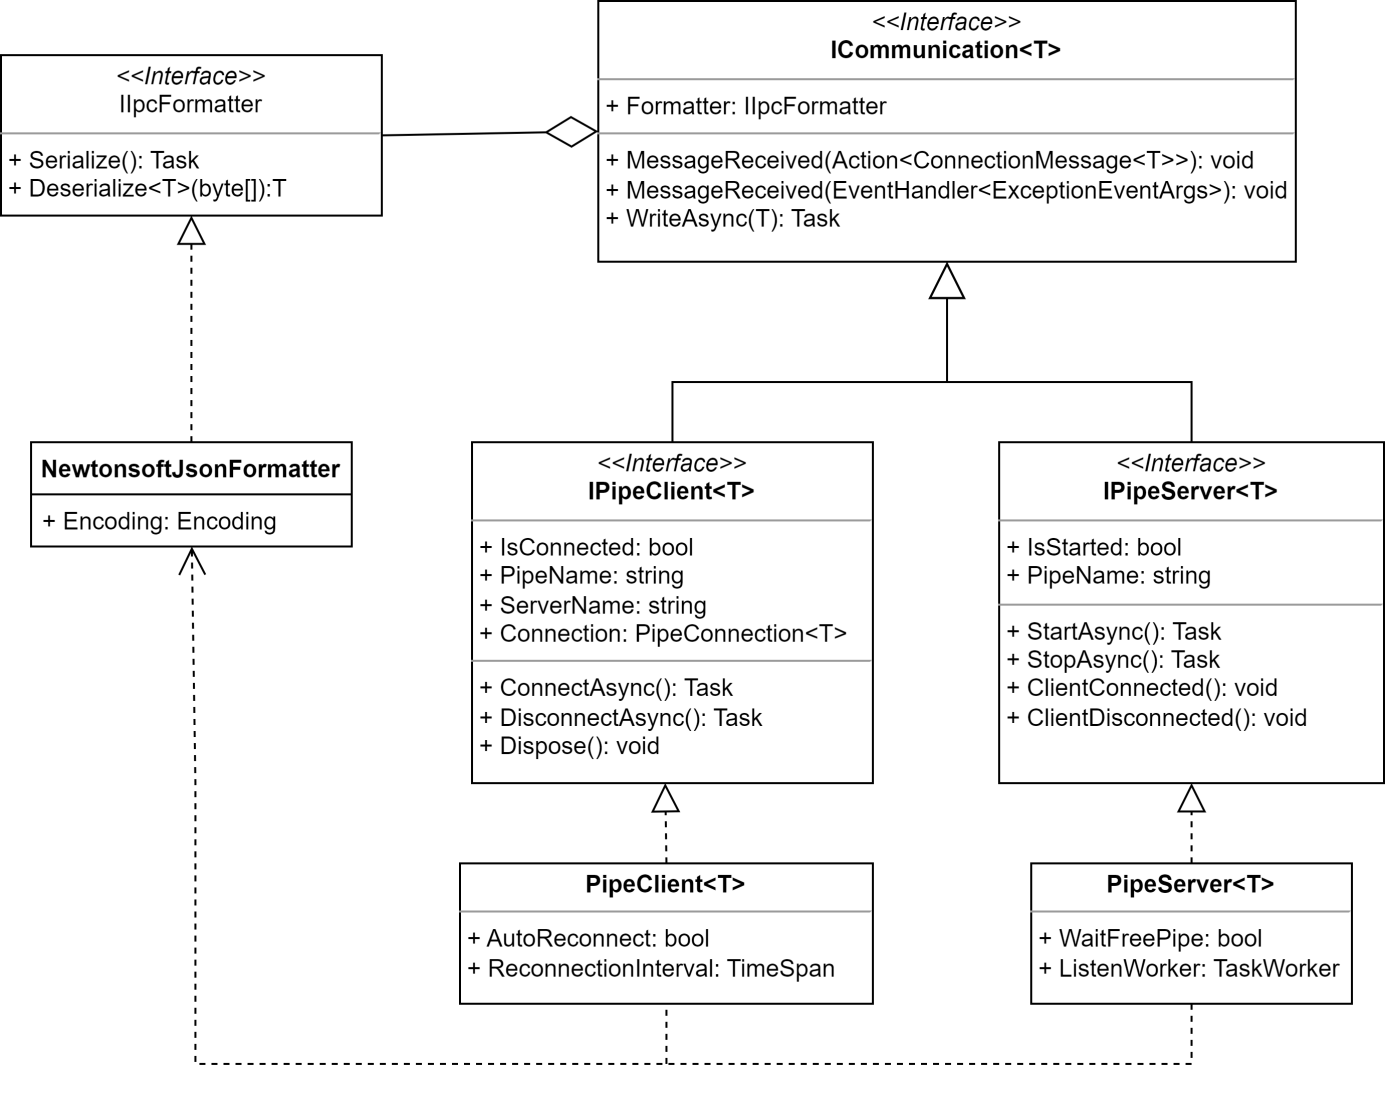 <<Interface>>
IIpcFormatter
+ Serialize(): Task
+ Deserialize<T>(byte[]):T
<<Interface>>
ICommunication<T>
+ Formatter: IIpcFormatter
+ MessageReceived(Action<ConnectionMessage<T>>): void
+ MessageReceived(EventHandler<ExceptionEventArgs>): void
+ WriteAsync(T): Task
NewtonsoftJsonFormatter
+ Encoding: Encoding
<<Interface>>
IPipeClient<T>
+ IsConnected: bool
+ PipeName: string
+ ServerName: string
+ Connection: PipeConnection<T>
+ ConnectAsync(): Task
+ DisconnectAsync(): Task
+ Dispose(): void
<<Interface>>
IPipeServer<T>
+ IsStarted: bool
+ PipeName: string
+ StartAsync(): Task
+ StopAsync(): Task
+ ClientConnected(): void
+ ClientDisconnected(): void
PipeClient<T>
+ AutoReconnect: bool
+ ReconnectionInterval: TimeSpan
PipeServer<T>
+ WaitFreePipe: bool
+ ListenWorker: TaskWorker